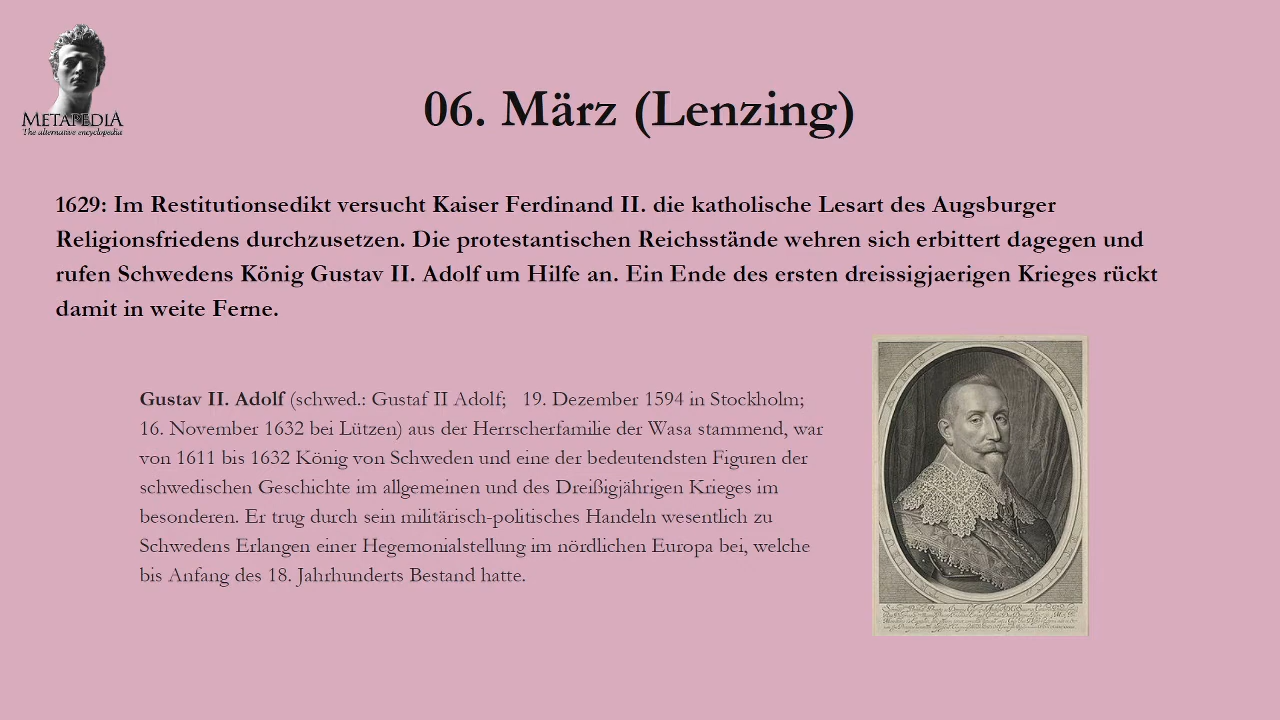 METAPEDIA
The alternative encyclopedia
06. März (Lenzing)
1629: Im Restitutionsedikt versucht Kaiser Ferdinand II. die katholische Lesart des Augsburger
Religionsfriedens durchzusetzen. Die protestantischen Reichsstände wehren sich erbittert dagegen und
rufen Schwedens König Gustav II. Adolf um Hilfe an. Ein Ende des ersten dreissigjaerigen Krieges rückt
damit in weite Ferne.
Gustav II. Adolf (schwed.: Gustaf II Adolf; 19. Dezember 1594 in Stockholm;
16. November 1632 bei Lützen) aus der Herrscherfamilie der Wasa stammend, war
von 1611 bis 1632 König von Schweden und eine der bedeutendsten Figuren der
schwedischen Geschichte im allgemeinen und des Dreißigjährigen Krieges im
besonderen. Er trug durch sein militärisch-politisches Handeln wesentlich zu
Schwedens Erlangen einer Hegemonialstellung im nördlichen Europa bei, welche
bis Anfang des 18. Jahrhunderts Bestand hatte.